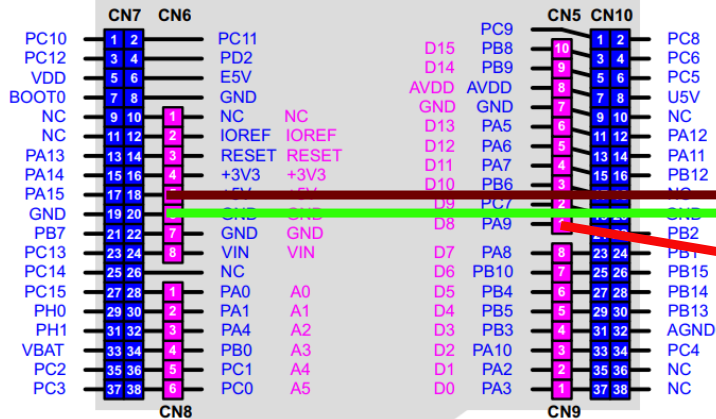 CN7 CN6 CN5 CN10
PC9
PC10 1 2 PC11 1 2 PC8
PC12 3 4 PD2 D15 PB8 10 3 4 PC6
VDD 5 6 E5V D14 PB9 9 5 6 PC5
BOOT0 7 8 GND AVDD AVDD 8 7 8 U5V
NC 9 10 1 NC NC GND GND 7 9 10 NC
NC 11 12 2 IOREF IOREF D13 PA5 6 11 12 PA12
PA13 13 14 3 RESET RESET D12 PA6 5 13 14 PA11
PA14 15 16 4 +3V3 +3V3 D11 PA7 4 15 16 PB12
PA15 17 18 +5V +5V D10 PB6 3 NC
GND 19 20 GND GND D9 PC7 2 GND
PB7 21 22 7 GND GND D8 PA9 PB2
PC13 23 24 8 VIN VIN D7 PA8 8 23 24 PB1
PC14 25 26 NC D6 PB10 7 25 26 PB15
PC15 27 28 1 PA0 A0 D5 PB4 6 27 28 PB14
PH0 29 30 2 PA1 A1 D4 PB5 5 29 30 PB13
PH1 31 32 3 PA4 A2 D3 PB3 4 31 32 AGND
VBAT 33 34 4 PB0 A3 D2 PA10 3 33 34 PC4
PC2 35 36 5 PC1 A4 D1 PA2 2 35 36 NC
PC3 37 38 6 PC0 A5 D0 PA3 1 37 38 NC
CN8 CN9